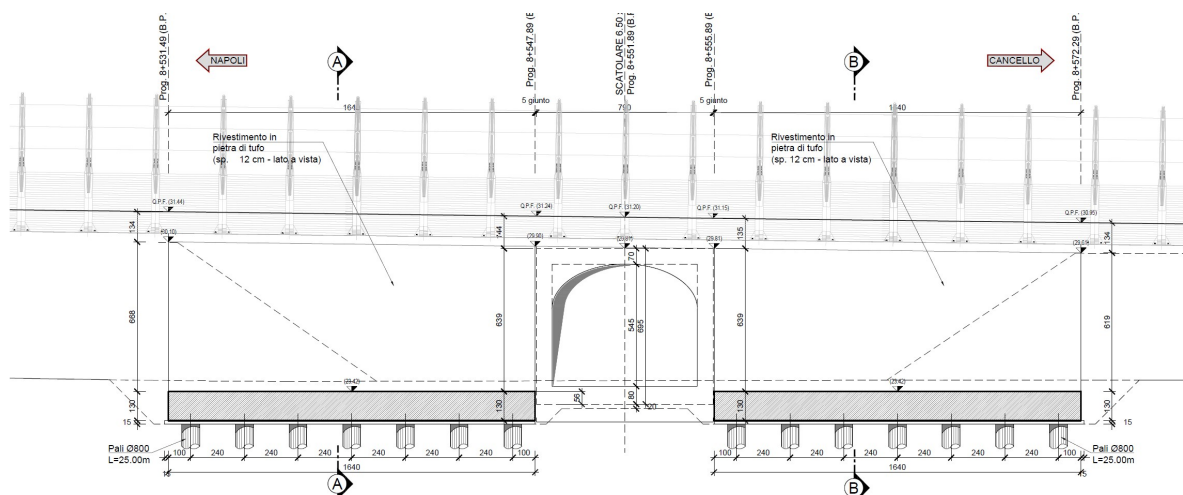 Prog. 8+531.49 (B.P.
Prog. 8+547.89 (B
SCATOLARE 6.50
Prog. 8+551.89 (B.P.
Prog. 8+555.89 (B
Prog. 8+572.29 (B.P.
NAPOLI
A
B
CANCELLO
164
5 giunto
790
5 giunto
1640
Rivestimento in
pietra di tufo
(sp. 12 cm - lato a vista)
Rivestimento in
pietra di tufo
(sp. 12 cm - lato a vista)
Q.P.F. (31.44)
Q.P.F. (31.24)
Q.P.F. (31.20)
Q.P.F. (31.15)
Q.P.F. (30.95)
134
744
135
134
(30,10)
(29,90)
(29,81)
70
668
639
545
695
639
619
(23.42)
(23.42)
130
130
56
80
120
130
130
15
15
Pali Ø800
L=25.00m
100 240 240 240 240 240 240 100
1640
15
100 240 240 240 240 240 240 100
1640
15
Pali Ø800
L=25.00m
A
B